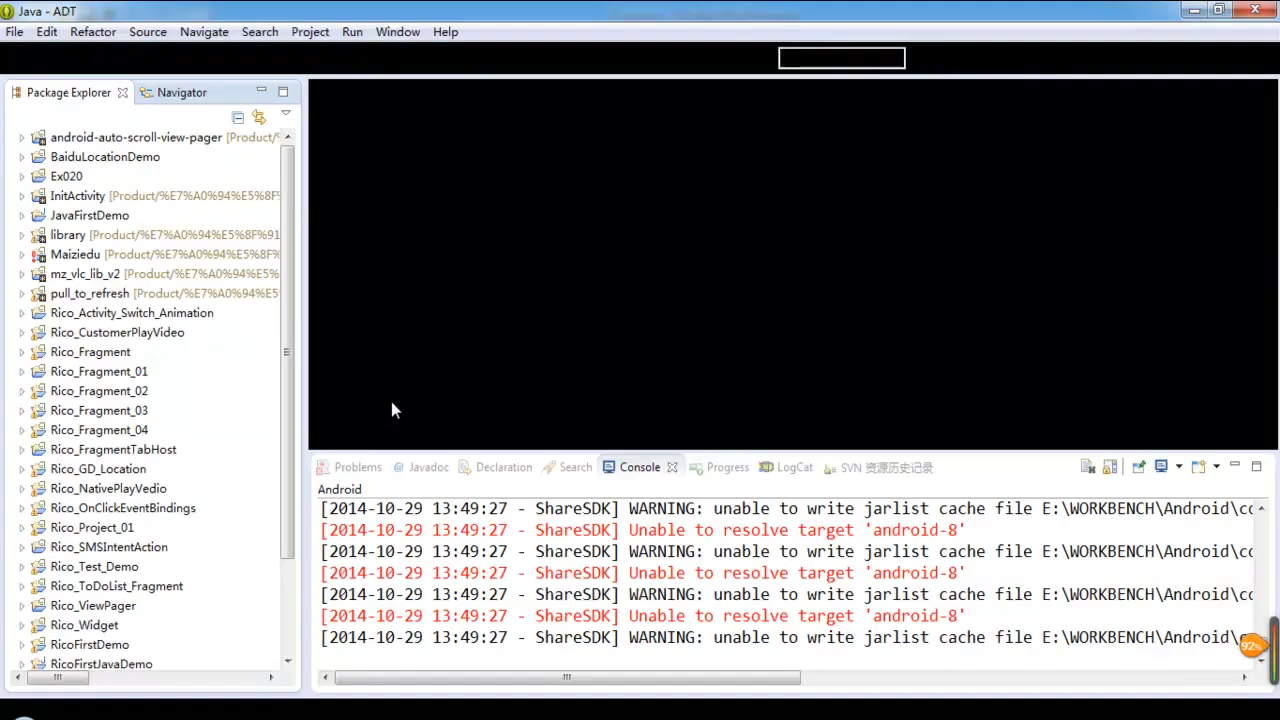 Java - ADT
File Edit Refactor Source Navigate Search Project Run Window Help
Package Explorer Navigator
android-auto-scroll-view-pager [Product/%
BaiduLocationDemo
Ex020
InitActivity [Product/%E7%A0%94%E5%8F%
JavaFirstDemo
library [Product/%E7%A0%94%E5%8F%91
Maiziedu [Product/%E7%A0%94%E5%8F%
mz_vlc_lib_v2 [Product/%E7%A0%94%E5%
pull_to_refresh [Product/%E7%A0%94%E5
Rico_Activity_Switch_Animation
Rico_CustomerPlayVideo
Rico_Fragment
Rico_Fragment_01
Rico_Fragment_02
Rico_Fragment_03
Rico_Fragment_04
Rico_FragmentTabHost
Rico_GD_Location
Rico_NativePlayVedio
Rico_OnClickEventBindings
Rico_Project_01
Rico_SMSIntentAction
Rico_Test_Demo
Rico_ToDoList_Fragment
Rico_ViewPager
Rico_Widget
RicoFirstDemo
RicoFirstJavaDemo
Problems Javadoc Declaration Search Console Progress LogCat SVN 资源历史记录
Android
[2014-10-29 13:49:27 - ShareSDK] WARNING: unable to write jarlist cache file E:\WORKBENCH\Android\co
[2014-10-29 13:49:27 - ShareSDK] Unable to resolve target 'android-8'
[2014-10-29 13:49:27 - ShareSDK] WARNING: unable to write jarlist cache file E:\WORKBENCH\Android\co
[2014-10-29 13:49:27 - ShareSDK] Unable to resolve target 'android-8'
[2014-10-29 13:49:27 - ShareSDK] WARNING: unable to write jarlist cache file E:\WORKBENCH\Android\co
[2014-10-29 13:49:27 - ShareSDK] Unable to resolve target 'android-8'
[2014-10-29 13:49:27 - ShareSDK] WARNING: unable to write jarlist cache file E:\WORKBENCH\Android\
92%